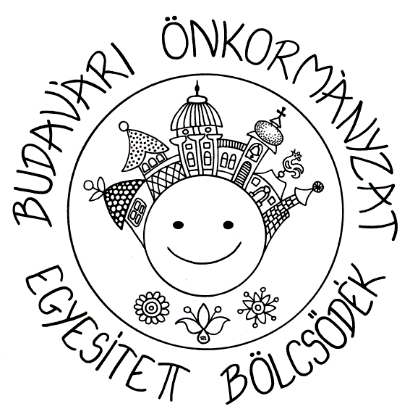 BUDAVÁRI ÖNKORMÁNYZAT
EGYESÍTETT BÖLCSŐDÉK